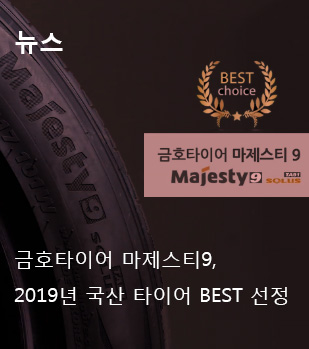 뉴스
BEST
choice
금호타이어 마제스티 9
Majesty9 SOLUS
Majesty9
금호타이어 마제스티9,
2019년 국산 타이어 BEST 선정